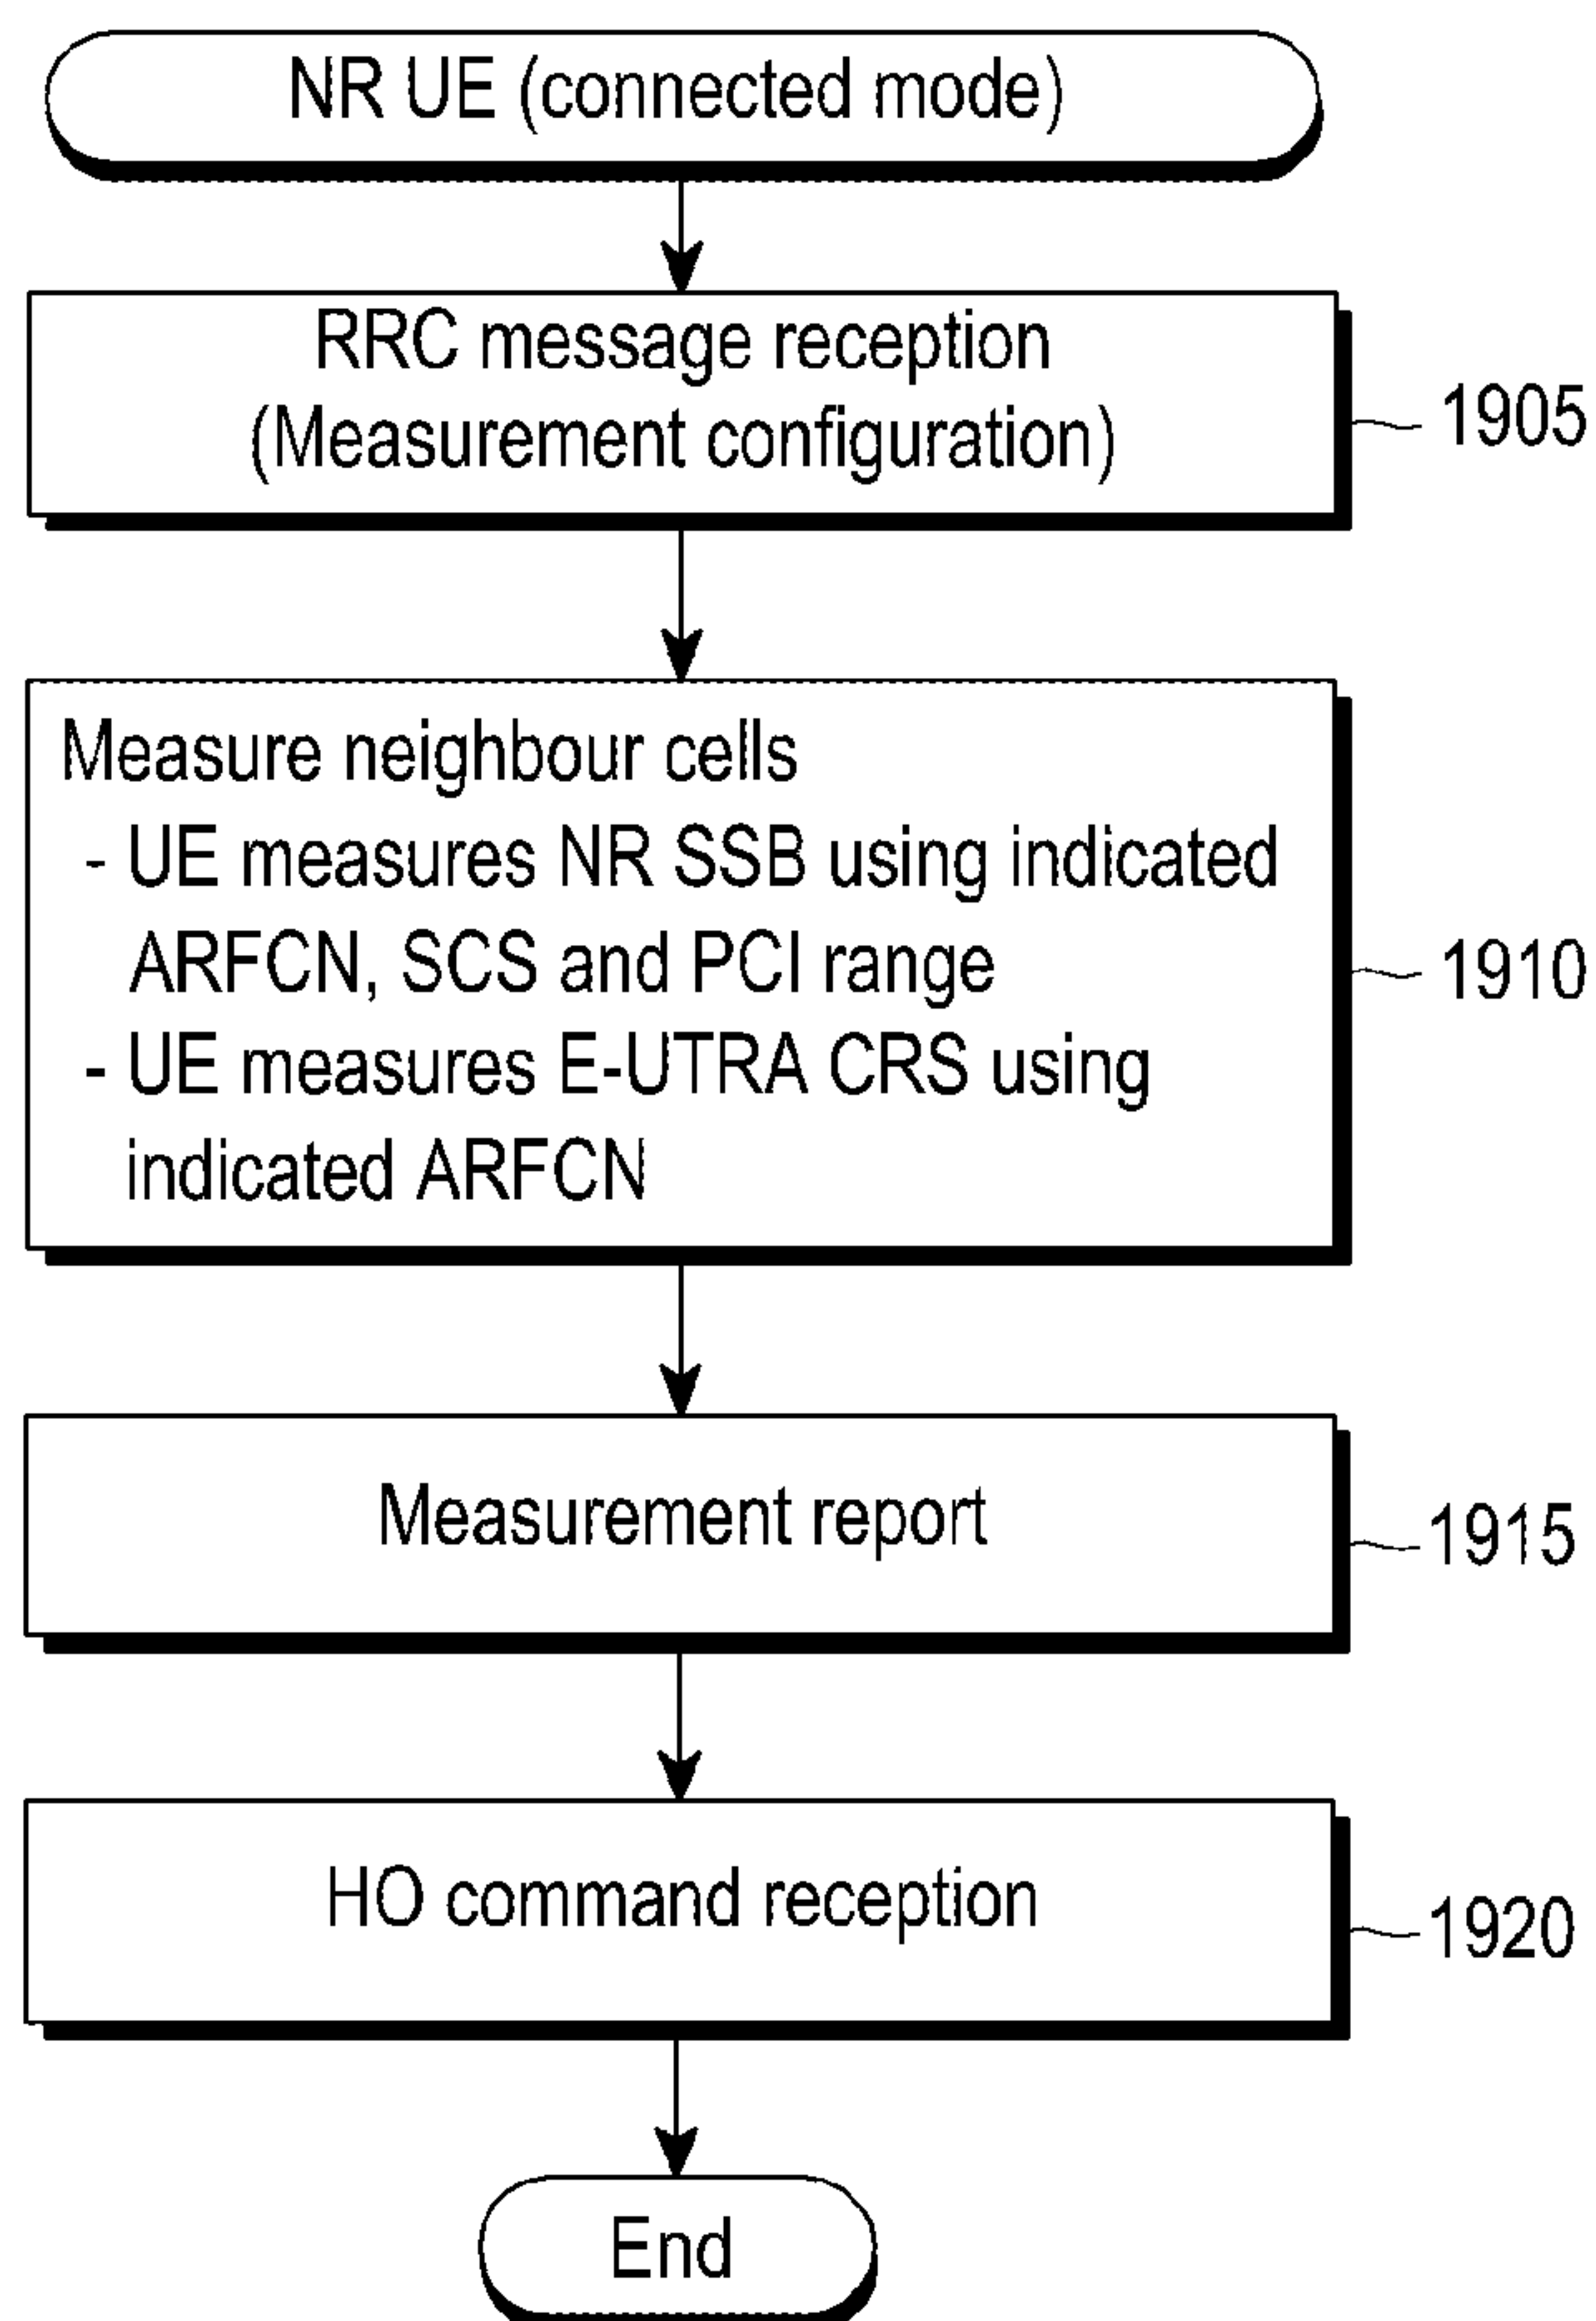 NR UE (connected mode)
RRC message reception
(Measurement configuration)
1905
Measure neighbour cells
- UE measures NR SSB using indicated
ARFCN, SCS and PCI range
- UE measures E-UTRA CRS using
indicated ARFCN
1910
Measurement report
1915
HO command reception
1920
End